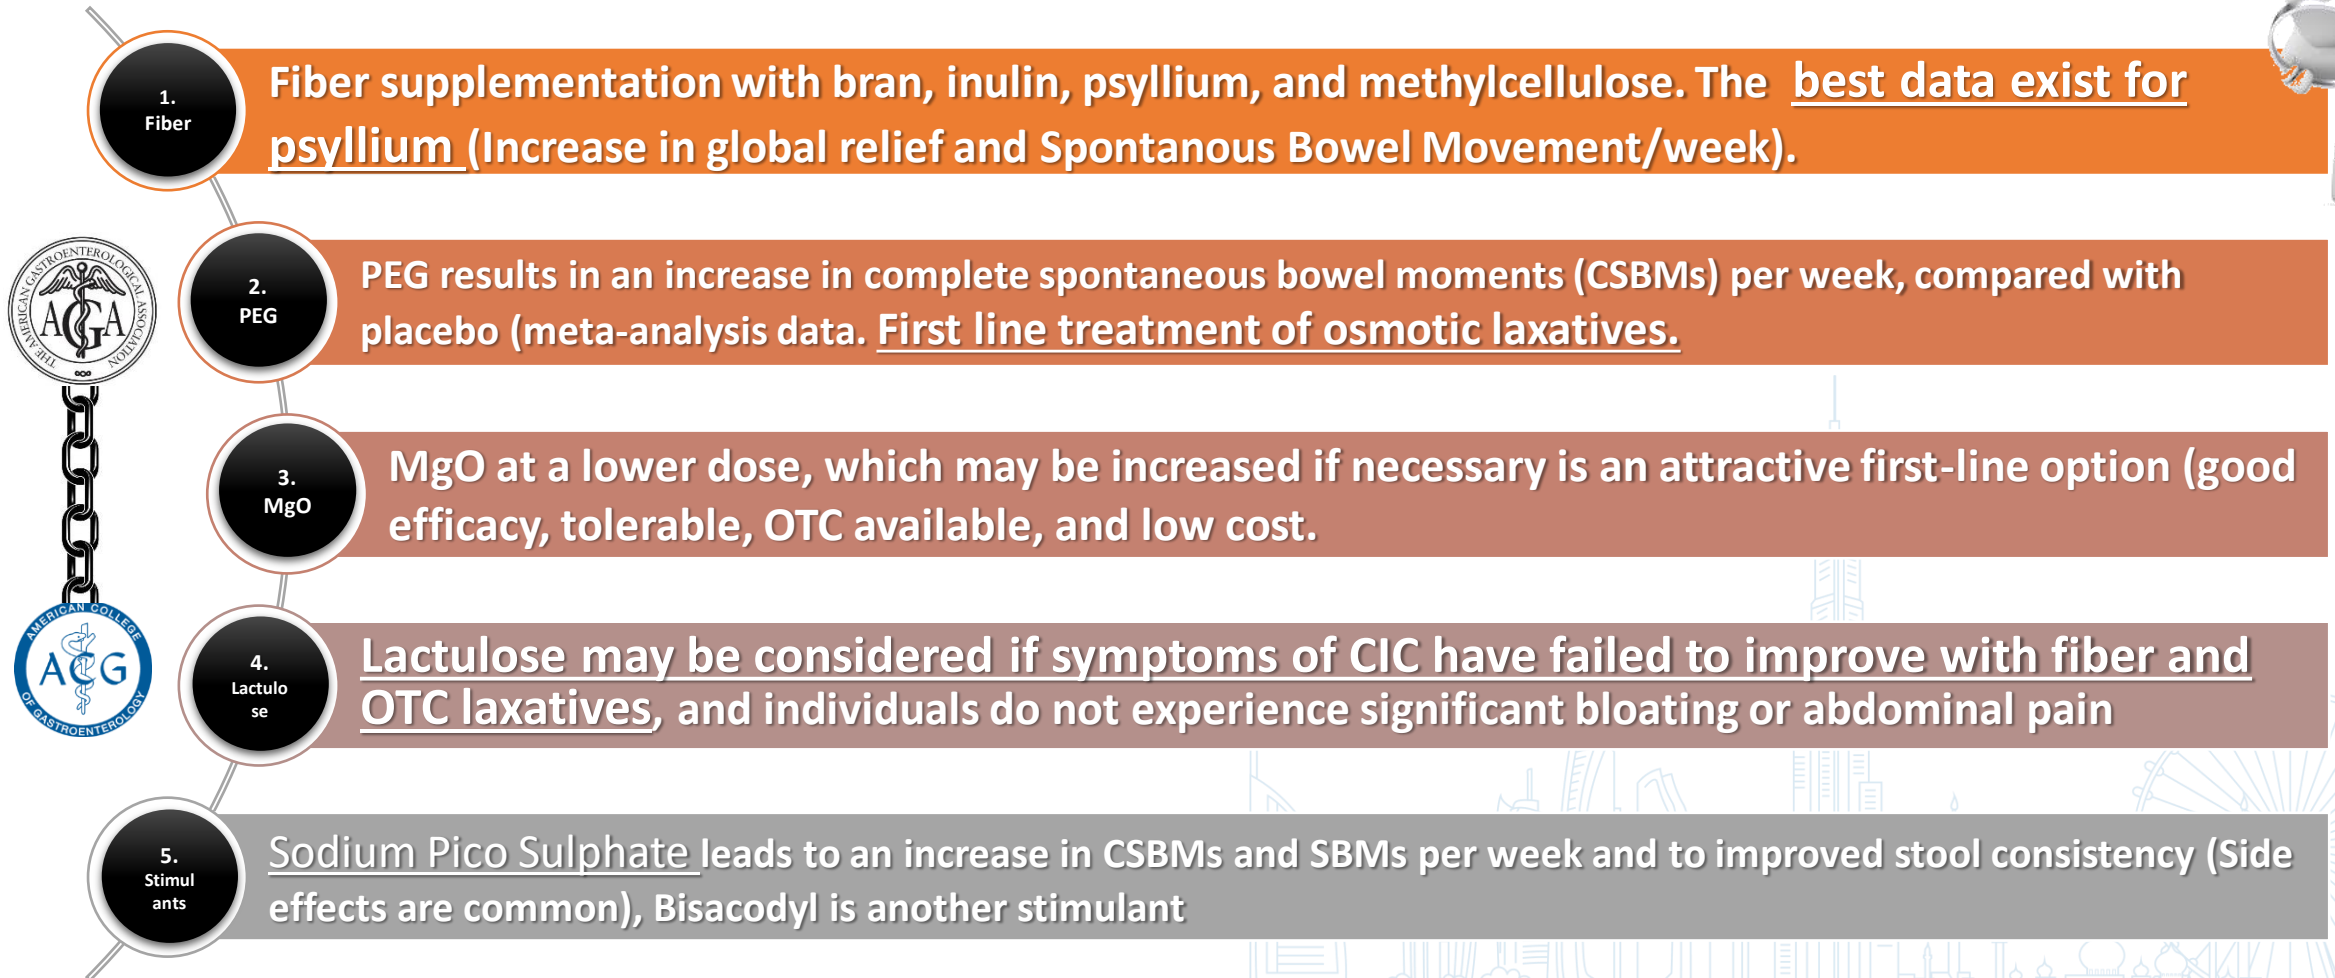 1.
Fiber
Fiber supplementation with bran, inulin, psyllium, and methylcellulose. The best data exist for
psyllium (Increase in global relief and Spontanous Bowel Movement/week).
2.
PEG
PEG results in an increase in complete spontaneous bowel moments (CSBMs) per week, compared with
placebo (meta-analysis data. First line treatment of osmotic laxatives.
THE AMERICAN GASTROENTEROLOGICAL ASSOCIATION
AGA
3.
MgO
MgO at a lower dose, which may be increased if necessary is an attractive first-line option (good
efficacy, tolerable, OTC available, and low cost.
AMERICAN COLLEGE
ACG
OF GASTROENTEROLOGY
4.
Lactulo
se
Lactulose may be considered if symptoms of CIC have failed to improve with fiber and
OTC laxatives, and individuals do not experience significant bloating or abdominal pain
5.
Stimul
ants
Sodium Pico Sulphate leads to an increase in CSBMs and SBMs per week and to improved stool consistency (Side
effects are common), Bisacodyl is another stimulant